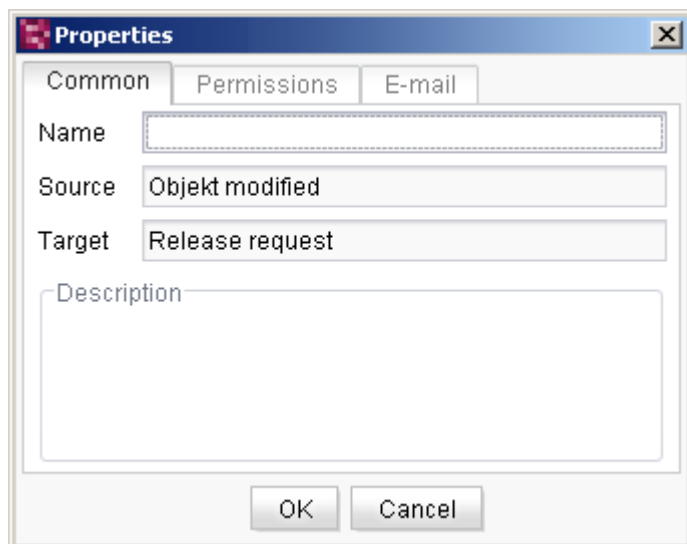 Properties
Common Permissions E-mail
Name
Source Objekt modified
Target Release request
Description
OK Cancel